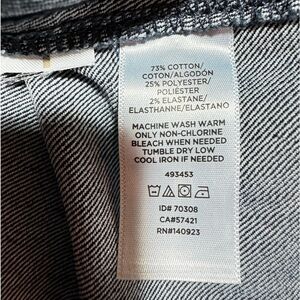 73% COTTON/
COTON/ALGODÓN
25% POLYESTER/
POLIÉSTER
2% ELASTANE/
ELASTHANNE/ELASTANO
MACHINE WASH WARM
ONLY NON-CHLORINE
BLEACH WHEN NEEDED
TUMBLE DRY LOW
COOL IRON IF NEEDED
493453
ID# 70308
CA#57421
RN#140923